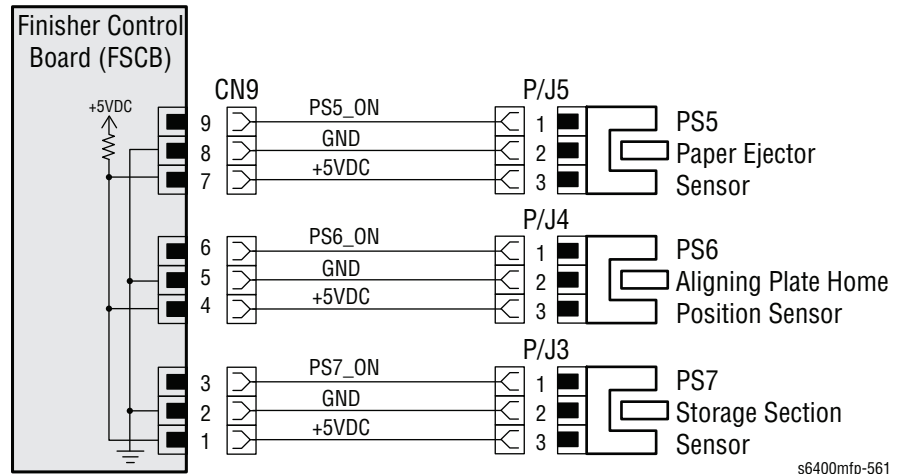 Finisher Control
Board (FSCB)
+5VDC
CN9
P/J5
9
PS5_ON
1
PS5
8
GND
2
Paper Ejector
7
+5VDC
3
Sensor
P/J4
6
PS6_ON
1
PS6
5
GND
2
Aligning Plate Home
4
+5VDC
3
Position Sensor
P/J3
3
PS7_ON
1
PS7
2
GND
2
Storage Section
1
+5VDC
3
Sensor
s6400mfp-561